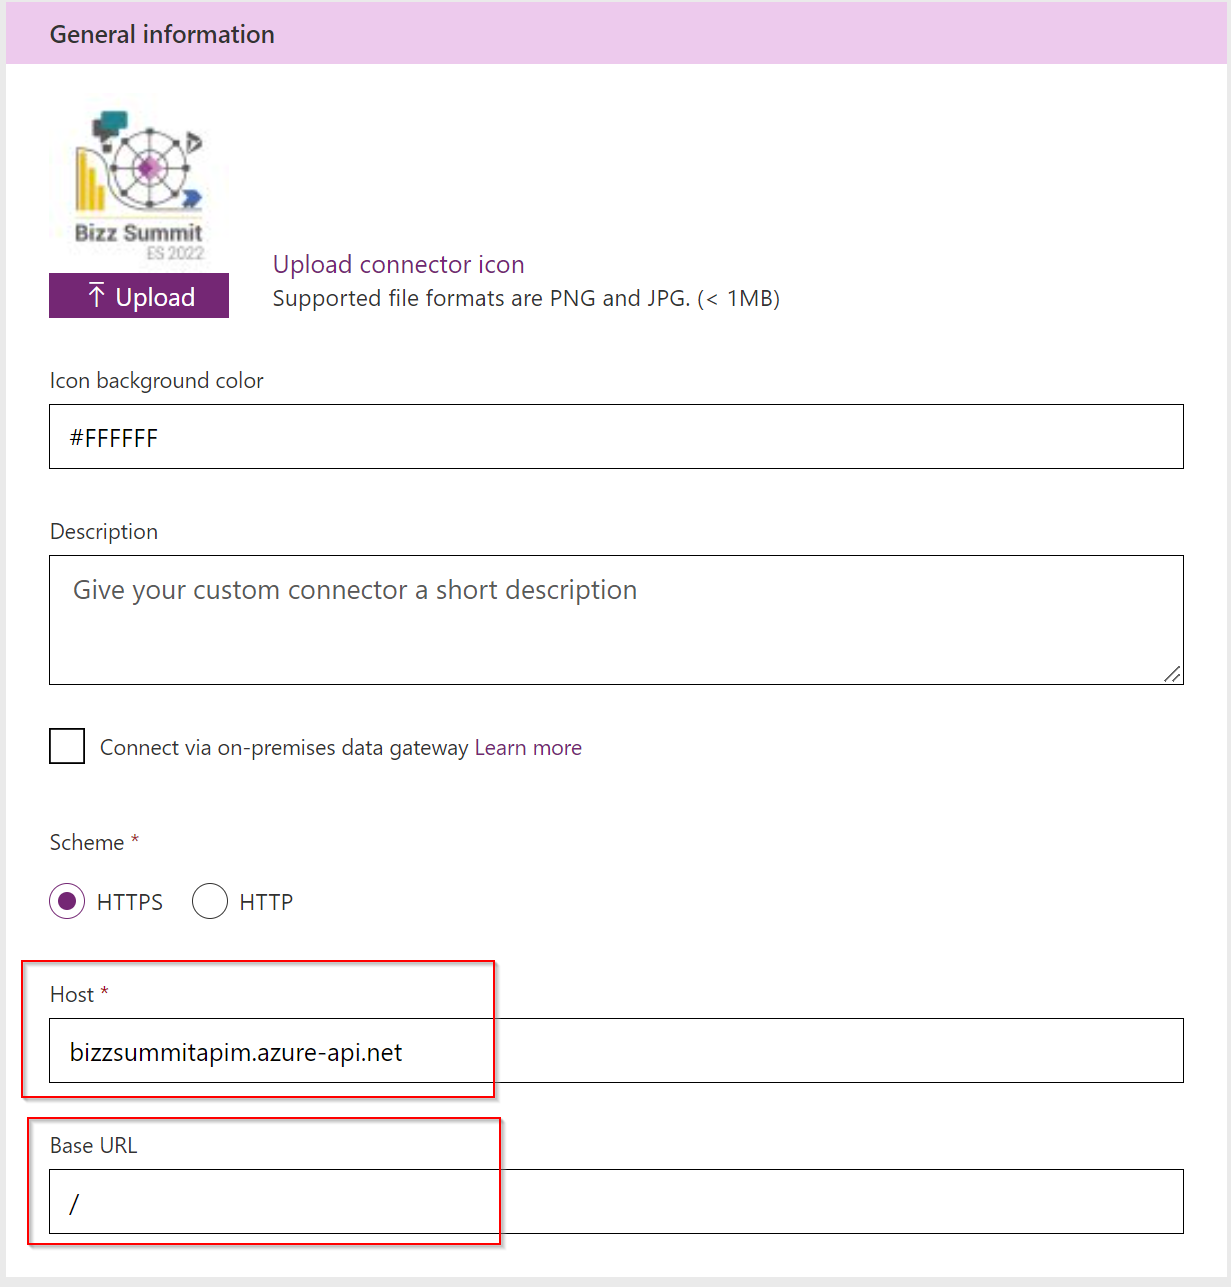 General information
Bizz Summit
ES 2022
Upload
Upload connector icon
Supported file formats are PNG and JPG. (< 1MB)
Icon background color
#FFFFFF
Description
Give your custom connector a short description
Connect via on-premises data gateway Learn more
Scheme *
HTTPS HTTP
Host *
bizzsummitapim.azure-api.net
Base URL
/